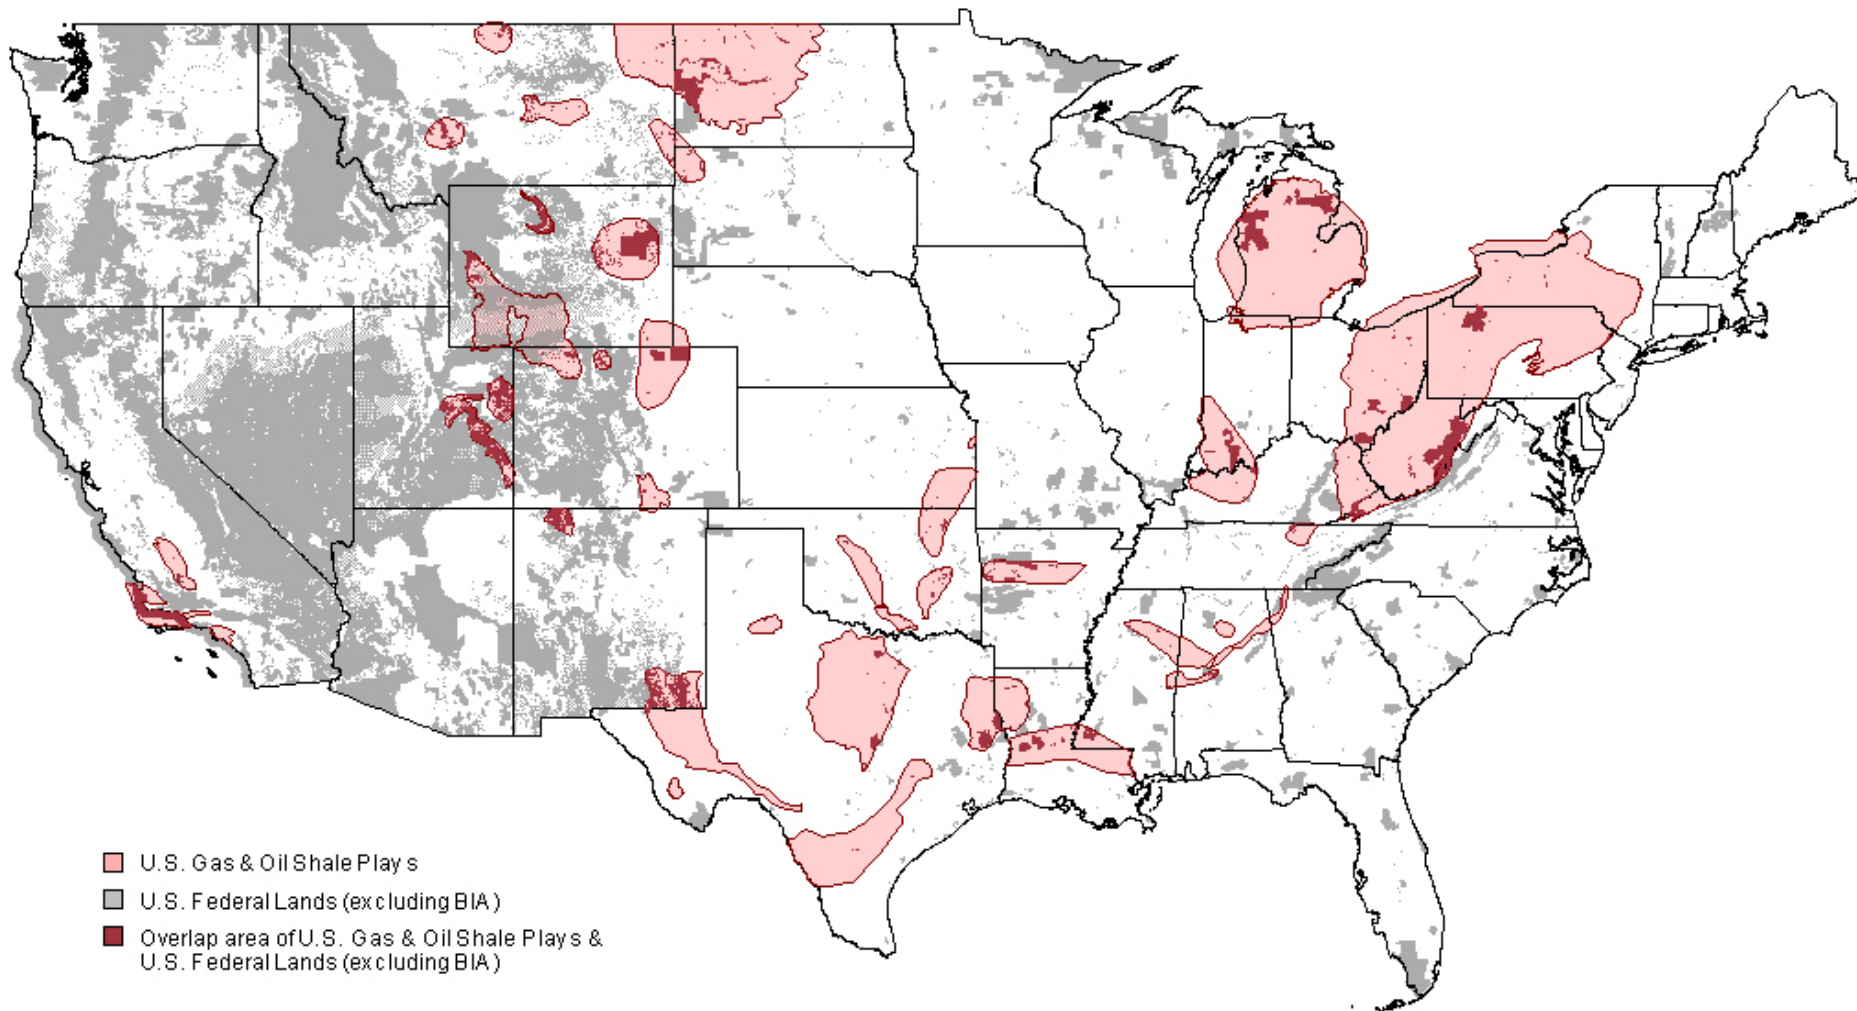 U.S. Gas & Oil Shale Plays
U.S. Federal Lands (excluding BIA)
Overlap area of U.S. Gas & Oil Shale Plays &
U.S. Federal Lands (excluding BIA)